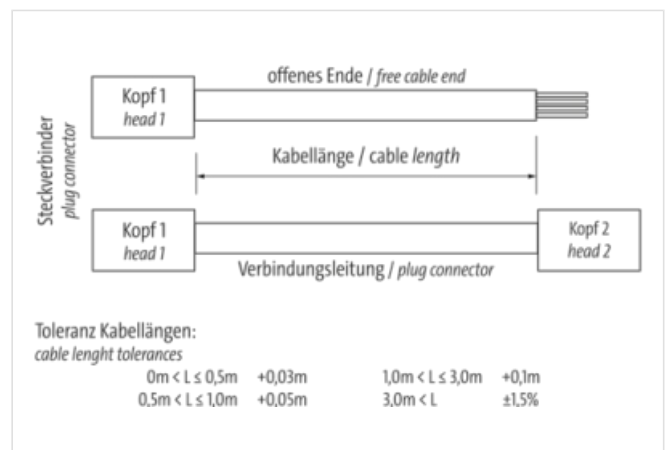 offenes Ende / free cable end
Kopf 1
head 1
Steckverbinder
plug connector
Kabellänge / cable length
Kopf 1
head 1
Kopf 2
head 2
Verbindungsleitung / plug connector
Toleranz Kabellängen:
cable lenght tolerances
0m < L ≤ 0,5m +0,03m 1,0m < L ≤ 3,0m +0,1m
0,5m < L ≤ 1,0m +0,05m 3,0m < L ±1,5%